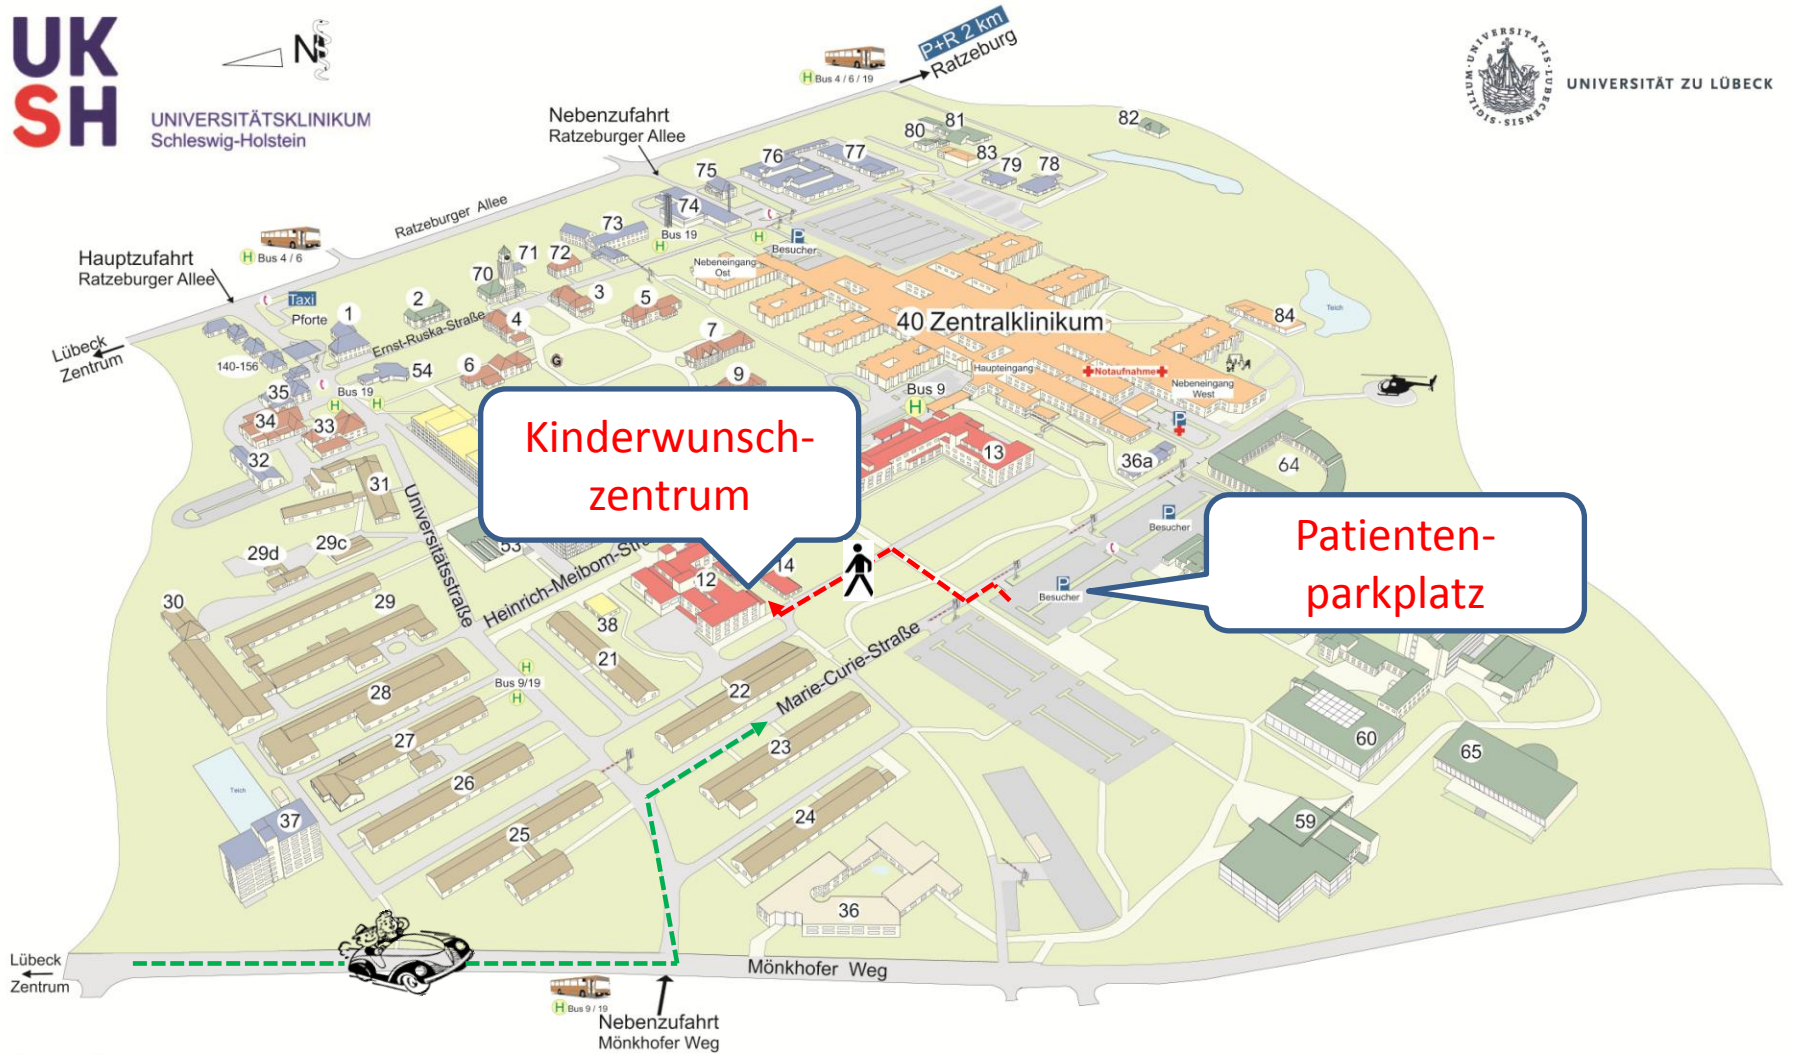 UK
SH
N
UNIVERSITÄTSKLINIKUM
Schleswig-Holstein
P+R 2 km
Ratzeburg
H Bus 4 / 6 / 19
SIGILLUM · UNIVERSITATIS · LUBECENSIS
UNIVERSITÄT ZU LÜBECK
Nebenzufahrt
Ratzeburger Allee
Ratzeburger Allee
Hauptzufahrt
Ratzeburger Allee
H Bus 4 / 6
Lübeck
Zentrum
Taxi
Pforte
Ernst-Ruska-Straße
140-156
1
2
3
4
5
6
7
9
G
54
35
34
33
32
31
Bus 19
H
H
70
71
72
73
74
75
76
77
78
79
80
81
82
83
84
Bus 19
H
H
P
Besucher
Nebeneingang
Ost
40 Zentralklinikum
Haupteingang
Notaufnahme
Nebeneingang
West
Teich
Bus 9
H
P
Kinderwunsch-
zentrum
13
36a
64
P
Besucher
Patienten-
parkplatz
P
Besucher
Universitätsstraße
Heinrich-Meibom-Str
53
12
14
29d
29c
30
29
38
21
28
22
Bus 9/19
H
H
Marie-Curie-Straße
27
23
26
24
25
Teich
37
36
60
65
59
Lübeck
Zentrum
Mönkhofer Weg
H Bus 9 / 19
Nebenzufahrt
Mönkhofer Weg